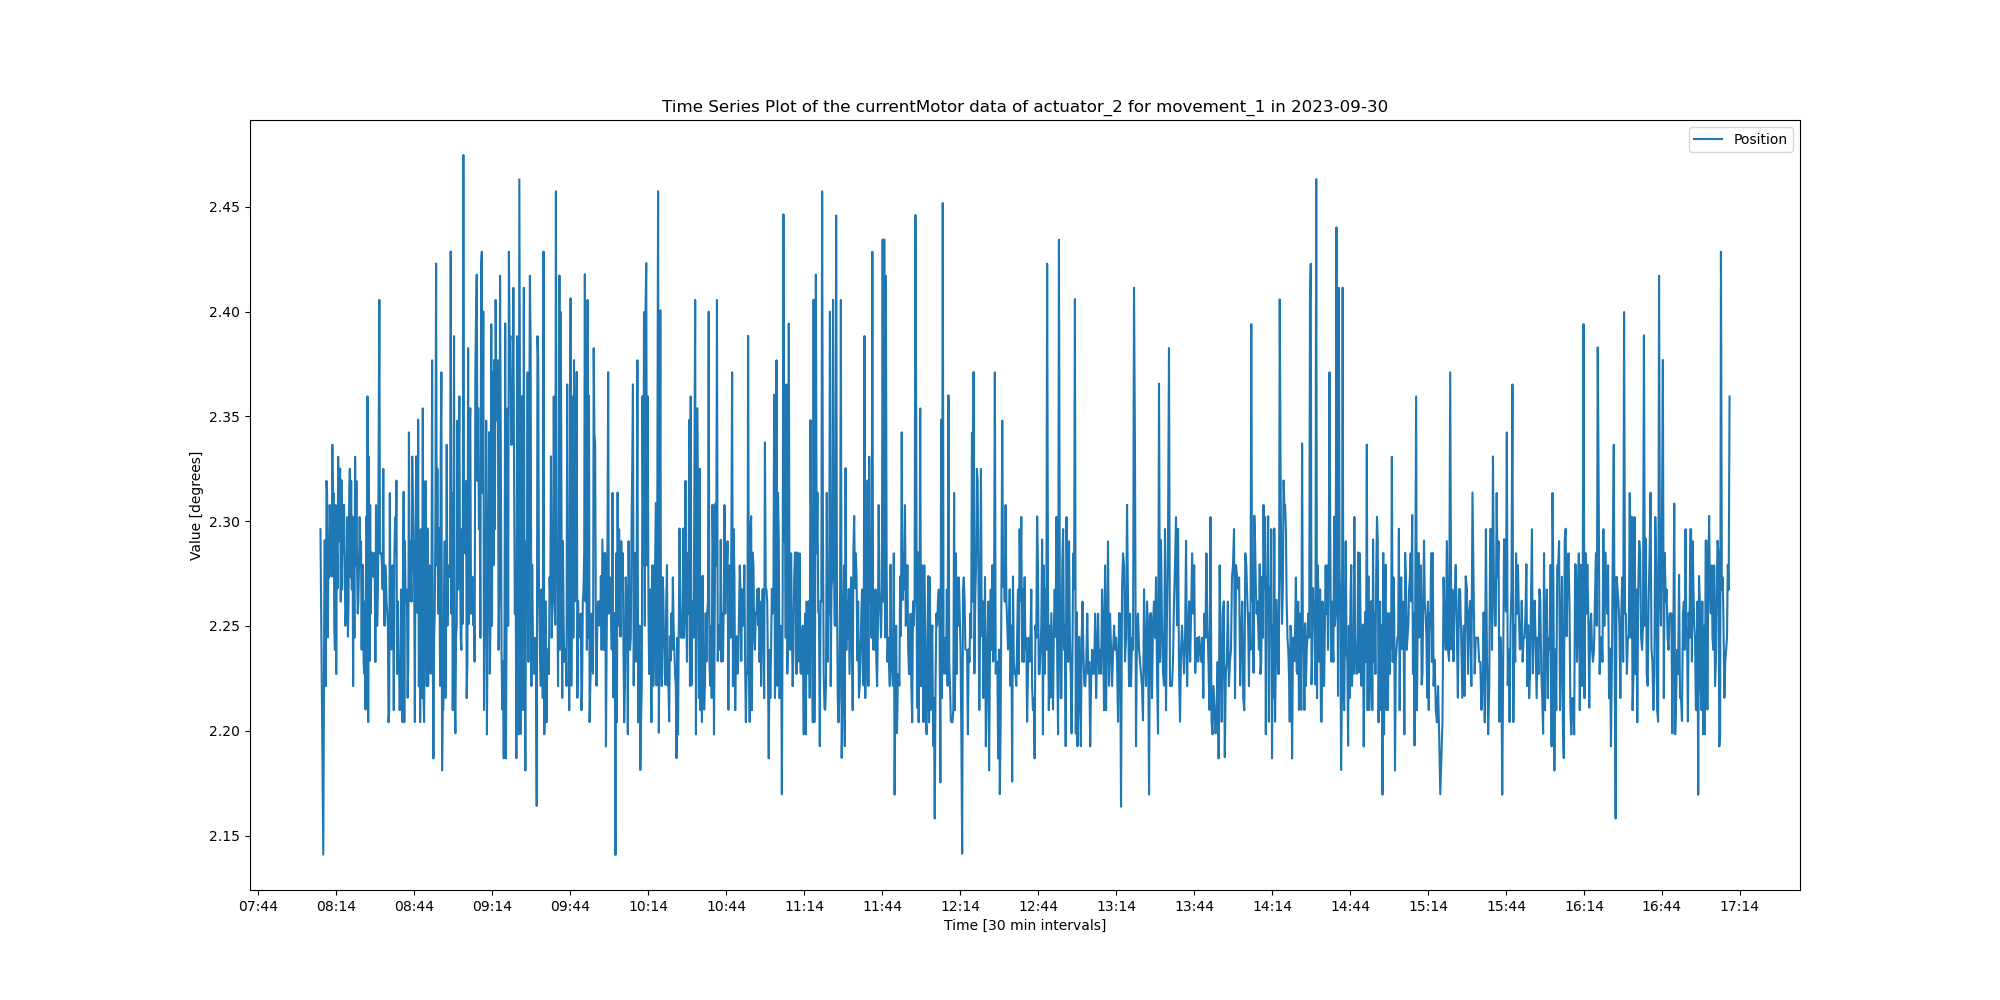 Time Series Plot of the currentMotor data of actuator_2 for movement_1 in 2023-09-30
Position
2.45
2.40
2.35
2.30
2.25
2.20
2.15
Value [degrees]
07:44 08:14 08:44 09:14 09:44 10:14 10:44 11:14 11:44 12:14 12:44 13:14 13:44 14:14 14:44 15:14 15:44 16:14 16:44 17:14
Time [30 min intervals]